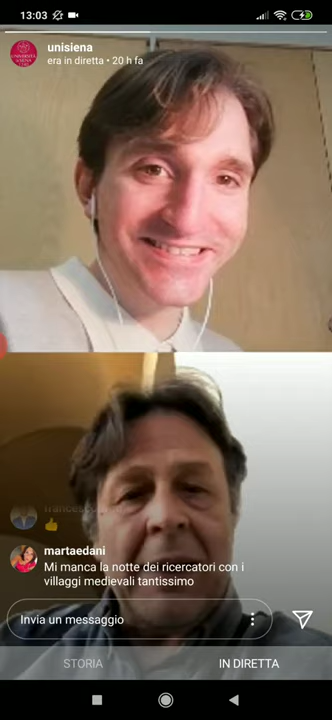 13:03
unisiena
era in diretta • 20 h fa
martaedani
Mi manca la notte dei ricercatori con i
villaggi medievali tantissimo
Invia un messaggio
STORIA
IN DIRETTA